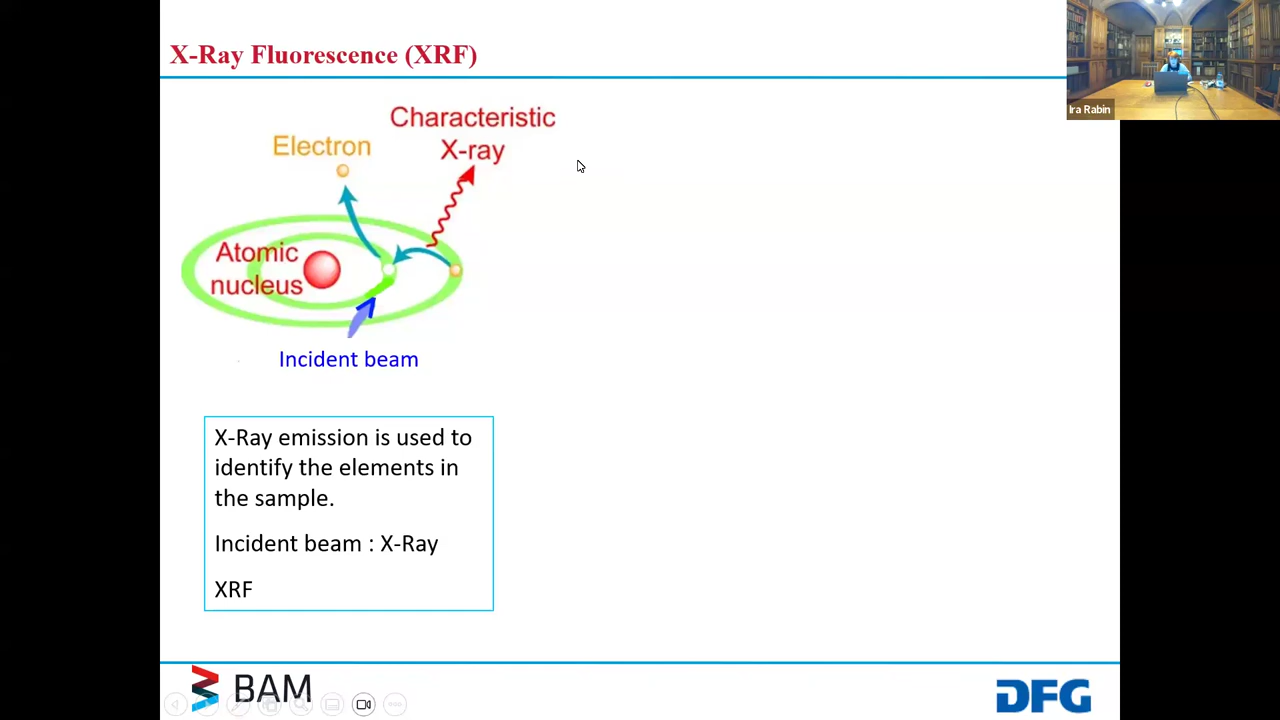 X-Ray Fluorescence (XRF)
Ira Rabin
Characteristic
X-ray
Electron
Atomic
nucleus
Incident beam
X-Ray emission is used to
identify the elements in
the sample.
Incident beam : X-Ray
XRF
BAM
DFG